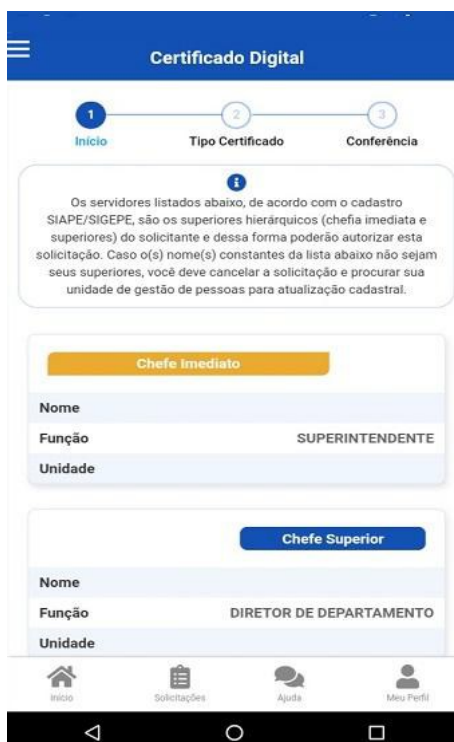 Certificado Digital
1 2 3
Início Tipo Certificado Conferência
Os servidores listados abaixo, de acordo com o cadastro
SIAPE/SIGEPE, são os superiores hierárquicos (chefia imediata e
superiores) do solicitante e dessa forma poderão autorizar esta
solicitação. Caso o(s) nome(s) constantes da lista abaixo não sejam
seus superiores, você deve cancelar a solicitação e procurar sua
unidade de gestão de pessoas para atualização cadastral.
Chefe Imediato
Nome
Função SUPERINTENDENTE
Unidade
Chefe Superior
Nome
Função DIRETOR DE DEPARTAMENTO
Unidade
Início Solicitações Ajuda Meu Perfil